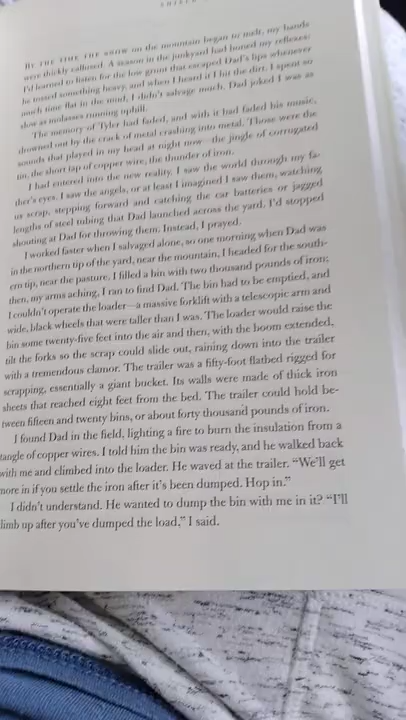 BY THE TIME THE SNOW on the mountain began to melt, my hands
were thickly callused. A season in the junkyard had honed my reflexes:
I'd learned to listen for the low grunt that escaped Dad's lips whenever
he tossed something heavy, and when I heard it I hit the dirt. I spent so
much time flat in the mud, I didn't salvage much. Dad joked I was as
slow as molasses running uphill.
The memory of Tyler had faded, and with it had faded his music,
drowned out by the crack of metal crashing into metal. Those were the
sounds that played in my head at night now—the jingle of corrugated
tin, the short tap of copper wire, the thunder of iron.
I had entered into the new reality. I saw the world through my fa-
ther's eyes. I saw the angels, or at least I imagined I saw them, watching
us scrap, stepping forward and catching the car batteries or jagged
lengths of steel tubing that Dad launched across the yard. I'd stopped
shouting at Dad for throwing them. Instead, I prayed.
I worked faster when I salvaged alone, so one morning when Dad was
in the northern tip of the yard, near the mountain, I headed for the south-
ern tip, near the pasture. I filled a bin with two thousand pounds of iron;
then, my arms aching, I ran to find Dad. The bin had to be emptied, and
I couldn't operate the loader—a massive forklift with a telescopic arm and
wide, black wheels that were taller than I was. The loader would raise the
bin some twenty-five feet into the air and then, with the boom extended,
tilt the forks so the scrap could slide out, raining down into the trailer
with a tremendous clamor. The trailer was a fifty-foot flatbed rigged for
scrapping, essentially a giant bucket. Its walls were made of thick iron
sheets that reached eight feet from the bed. The trailer could hold be-
tween fifteen and twenty bins, or about forty thousand pounds of iron.
I found Dad in the field, lighting a fire to burn the insulation from a
tangle of copper wires. I told him the bin was ready, and he walked back
with me and climbed into the loader. He waved at the trailer. "We'll get
more in if you settle the iron after it's been dumped. Hop in."
I didn't understand. He wanted to dump the bin with me in it? "I'll
limb up after you've dumped the load," I said.